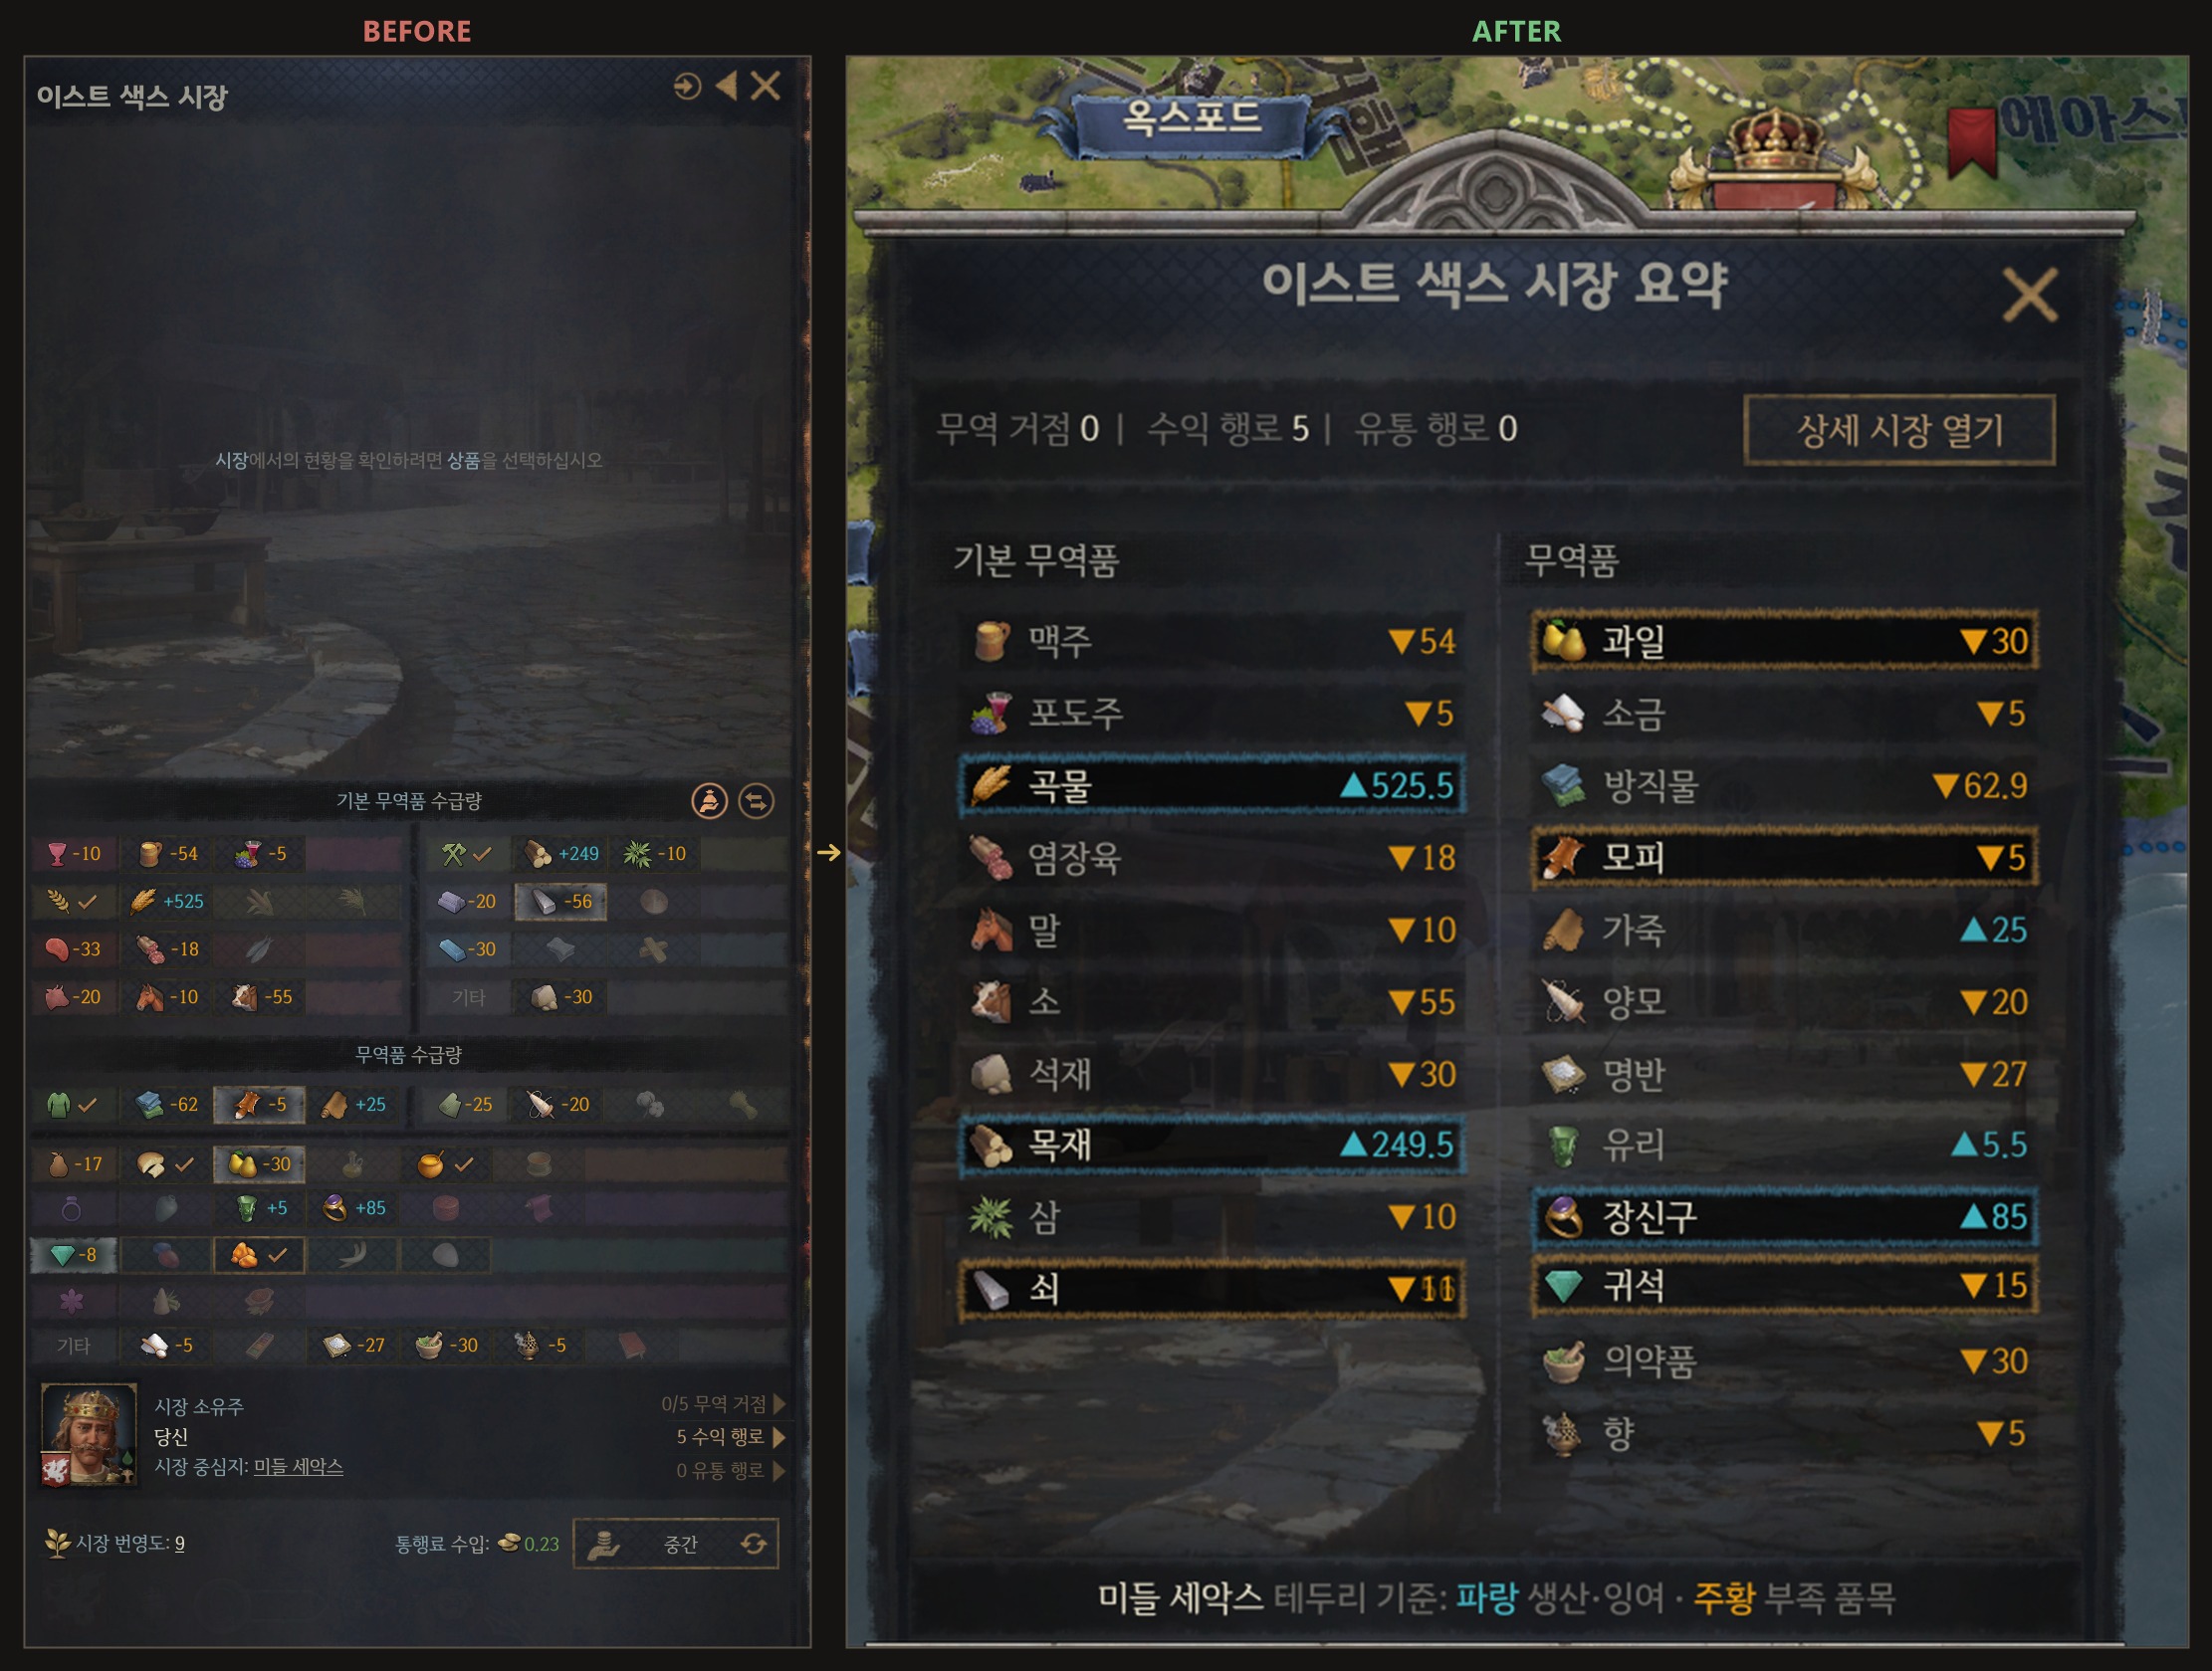 BEFORE
이스트 색스 시장
시장에서의 현황을 확인하려면 상품을 선택하십시오
기본 무역품 수급량
-10 -54 -5 +249 -10
+525 -20 -56
-33 -18 -30
-20 -10 -55 기타 -30
무역품 수급량
-62 -5 +25 -25 -20
-17 -30
+5 +85
-8
기타 -5 -27 -30 -5
시장 소유주
당신
시장 중심지: 미들 세악스
0/5 무역 거점
5 수익 행로
0 유통 행로
시장 번영도: 9
통행료 수입: 0.23
중간
AFTER
옥스포드
이스트 색스 시장 요약
무역 거점 0 | 수익 행로 5 | 유통 행로 0
상세 시장 열기
기본 무역품
맥주 ▼54
포도주 ▼5
곡물 ▲525.5
염장육 ▼18
말 ▼10
소 ▼55
석재 ▼30
목재 ▲249.5
삼 ▼10
쇠
무역품
과일 ▼30
소금 ▼5
방직물 ▼62.9
모피 ▼5
가죽 ▲25
양모 ▼20
명반 ▼27
유리 ▲5.5
장신구 ▲85
귀석 ▼15
의약품 ▼30
향 ▼5
미들 세악스 테두리 기준: 파랑 생산·잉여 · 주황 부족 품목